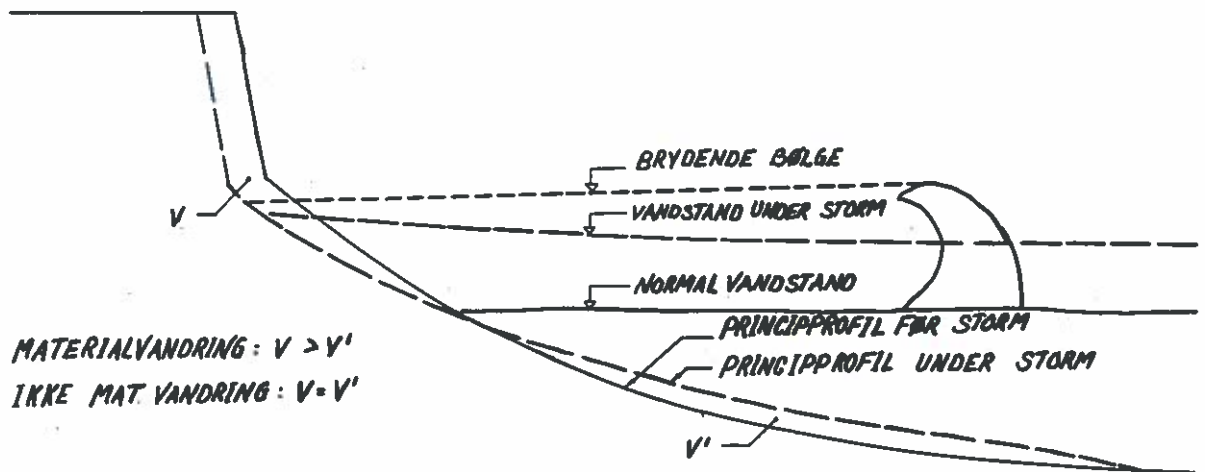 BRYDENDE BØLGE
V
VANDSTAND UNDER STORM
NORMAL VANDSTAND
PRINCIPPROFIL FØR STORM
PRINCIPPROFIL UNDER STORM
MATERIALVANDRING: V > V'
IKKE MAT VANDRING: V = V'
V'